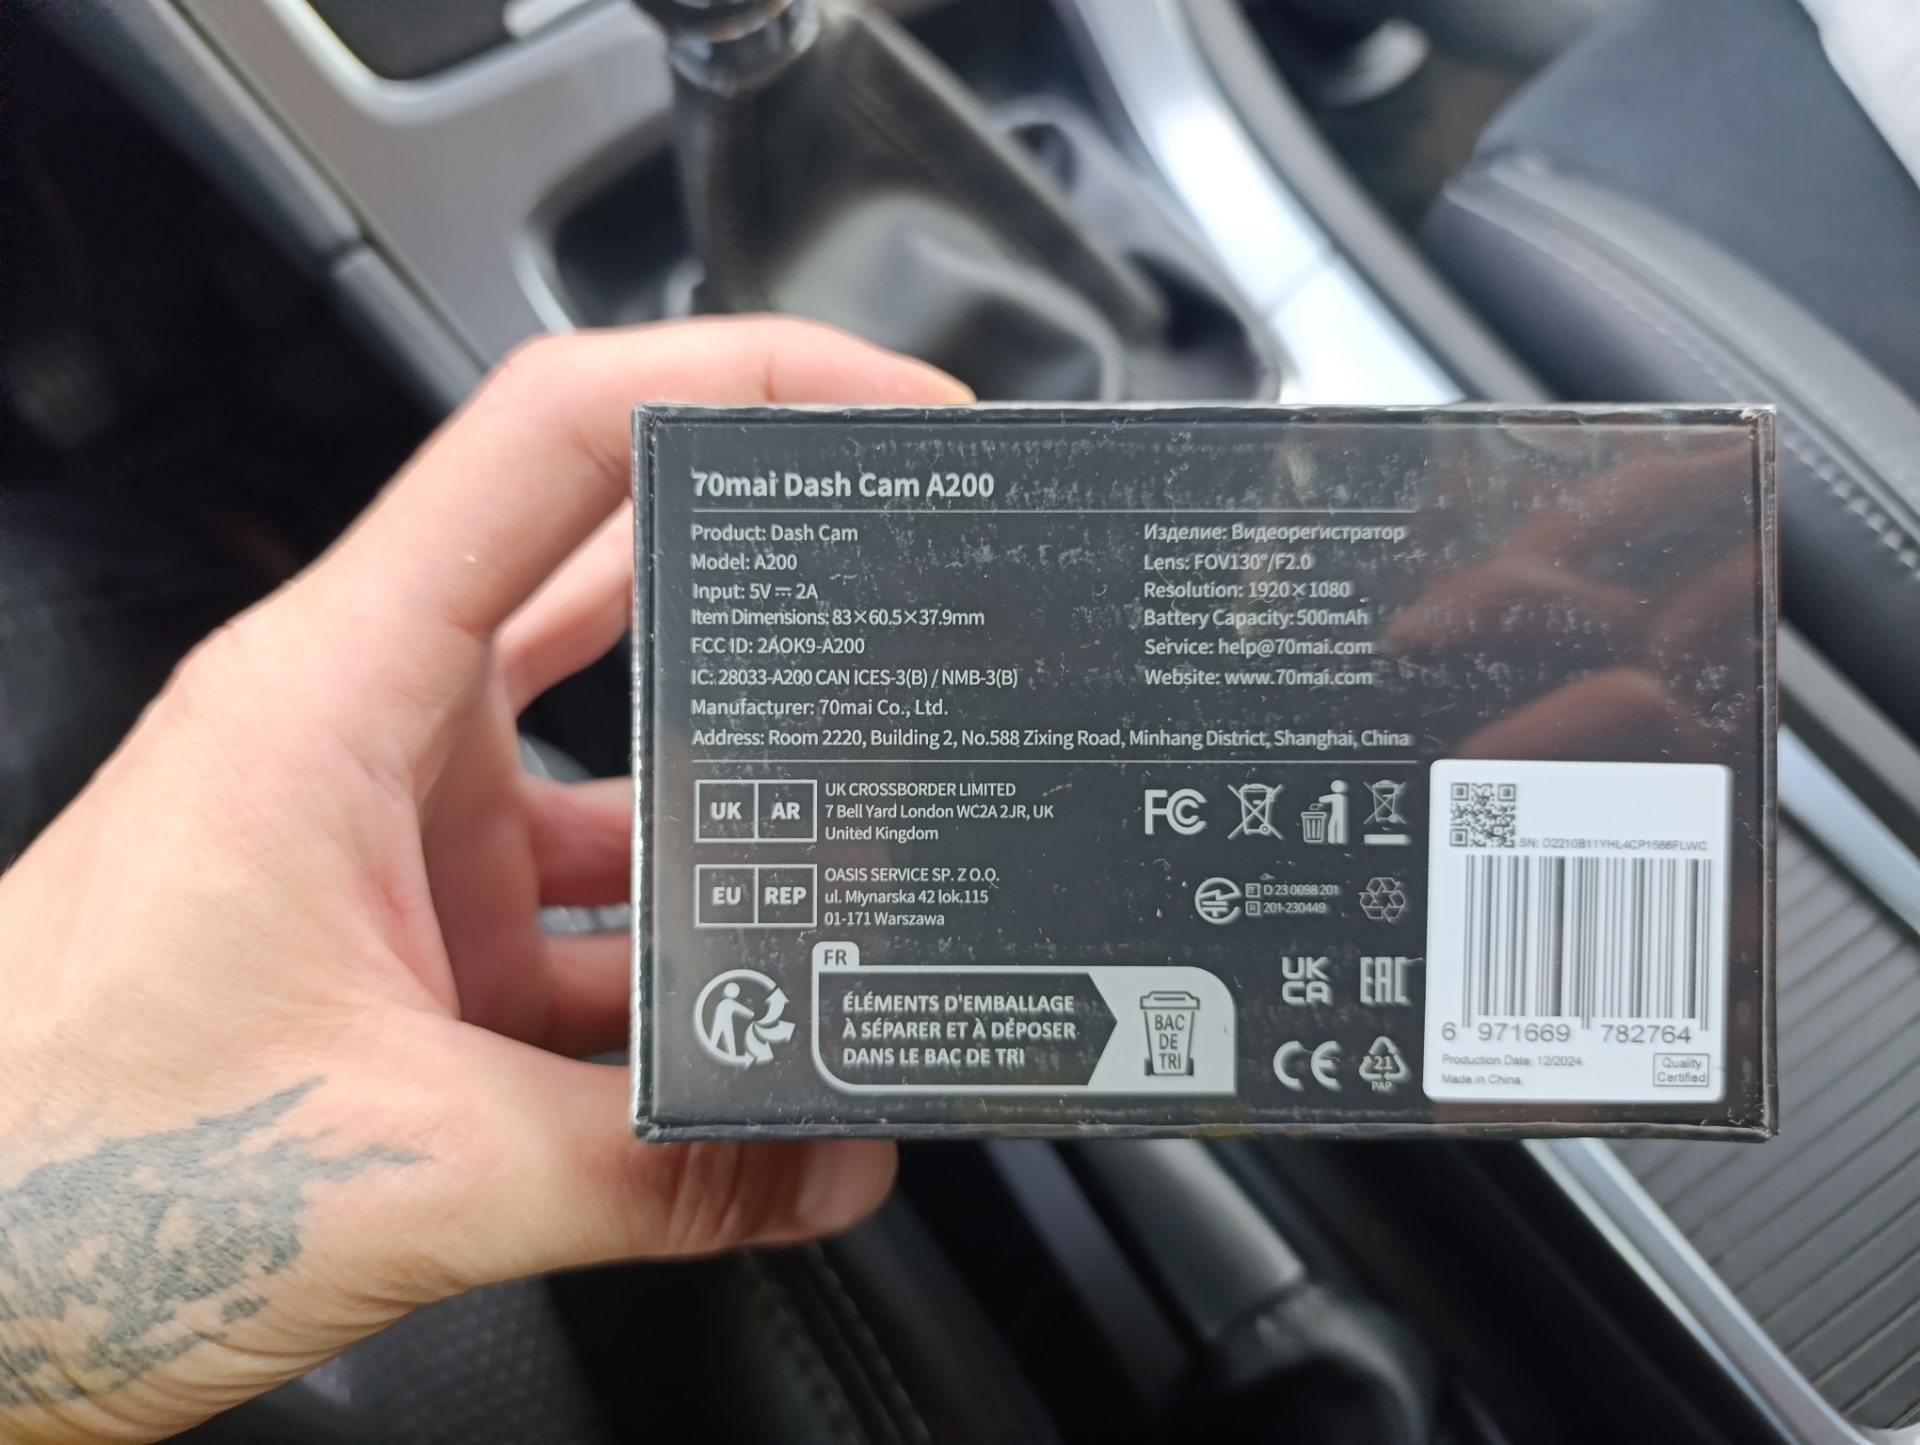 70mai Dash Cam A200
Product: Dash Cam
Model: A200
Input: 5V ⎓ 2A
Item Dimensions: 83×60.5×37.9mm
FCC ID: 2AOK9-A200
IC: 28033-A200 CAN ICES-3(B) / NMB-3(B)
Manufacturer: 70mai Co., Ltd.
Address: Room 2220, Building 2, No.588 Zixing Road, Minhang District, Shanghai, China
Изделие: Видеорегистратор
Lens: FOV130°/F2.0
Resolution: 1920×1080
Battery Capacity: 500mAh
Service: help@70mai.com
Website: www.70mai.com
UK AR
UK CROSSBORDER LIMITED
7 Bell Yard London WC2A 2JR, UK
United Kingdom
EU REP
OASIS SERVICE SP. Z O.O.
ul. Młynarska 42 lok.115
01-171 Warszawa
FC
T D 23 0098 201
R 201-230449
FR
ÉLÉMENTS D'EMBALLAGE
À SÉPARER ET À DÉPOSER
DANS LE BAC DE TRI
BAC
DE
TRI
UK
CA
EAC
CE
21
PAP
SN: D2210B11YHL4CP1566FLWC
6 971669 782764
Production Date: 12/2024
Made in China
Quality
Certified